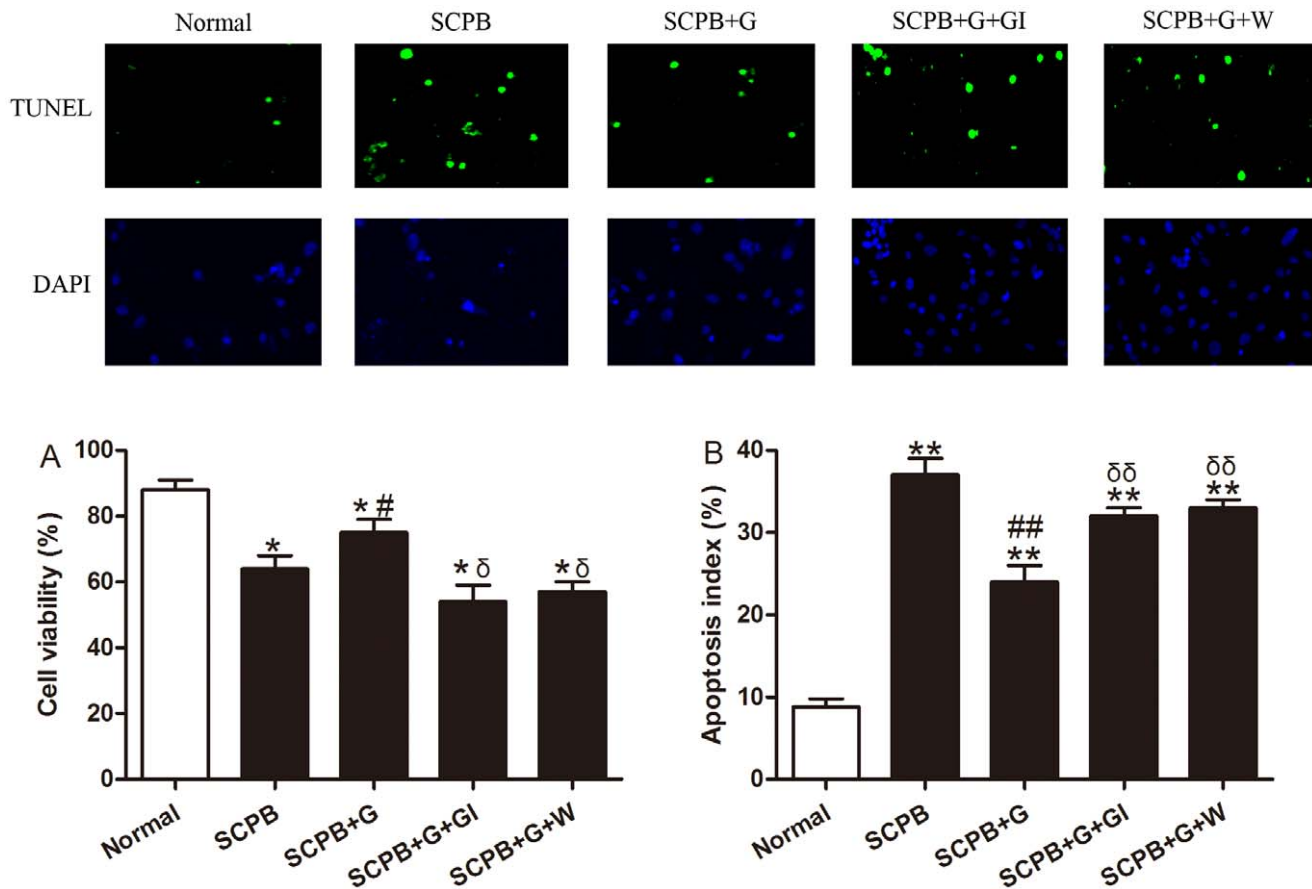 Normal SCPB SCPB+G SCPB+G+GI SCPB+G+W
TUNEL
DAPI
A
Cell viability (%)
100
80
60
40
20
0
*
* #
* δ
* δ
Normal
SCPB
SCPB+G
SCPB+G+GI
SCPB+G+W
B
Apoptosis index (%)
40
30
20
10
0
**
##
**
δδ
**
δδ
**
Normal
SCPB
SCPB+G
SCPB+G+GI
SCPB+G+W